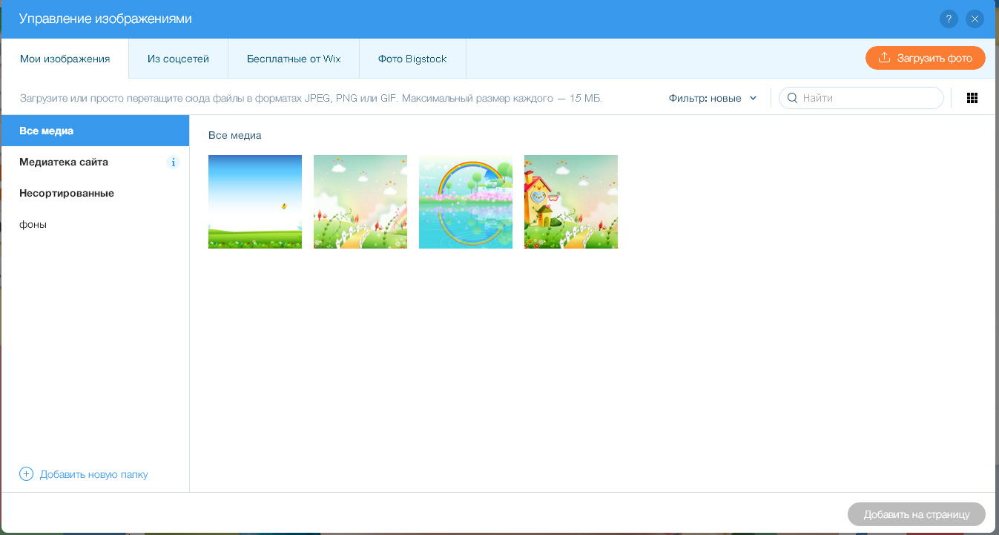 Управление изображениями
?
Мои изображения
Из соцсетей
Бесплатные от Wix
Фото Bigstock
Загрузить фото
Загрузите или просто перетащите сюда файлы в форматах JPEG, PNG или GIF. Максимальный размер каждого — 15 МБ.
Фильтр: новые
Найти
Все медиа
Медиатека сайта
i
Несортированные
фоны
Добавить новую папку
Все медиа
Добавить на страницу